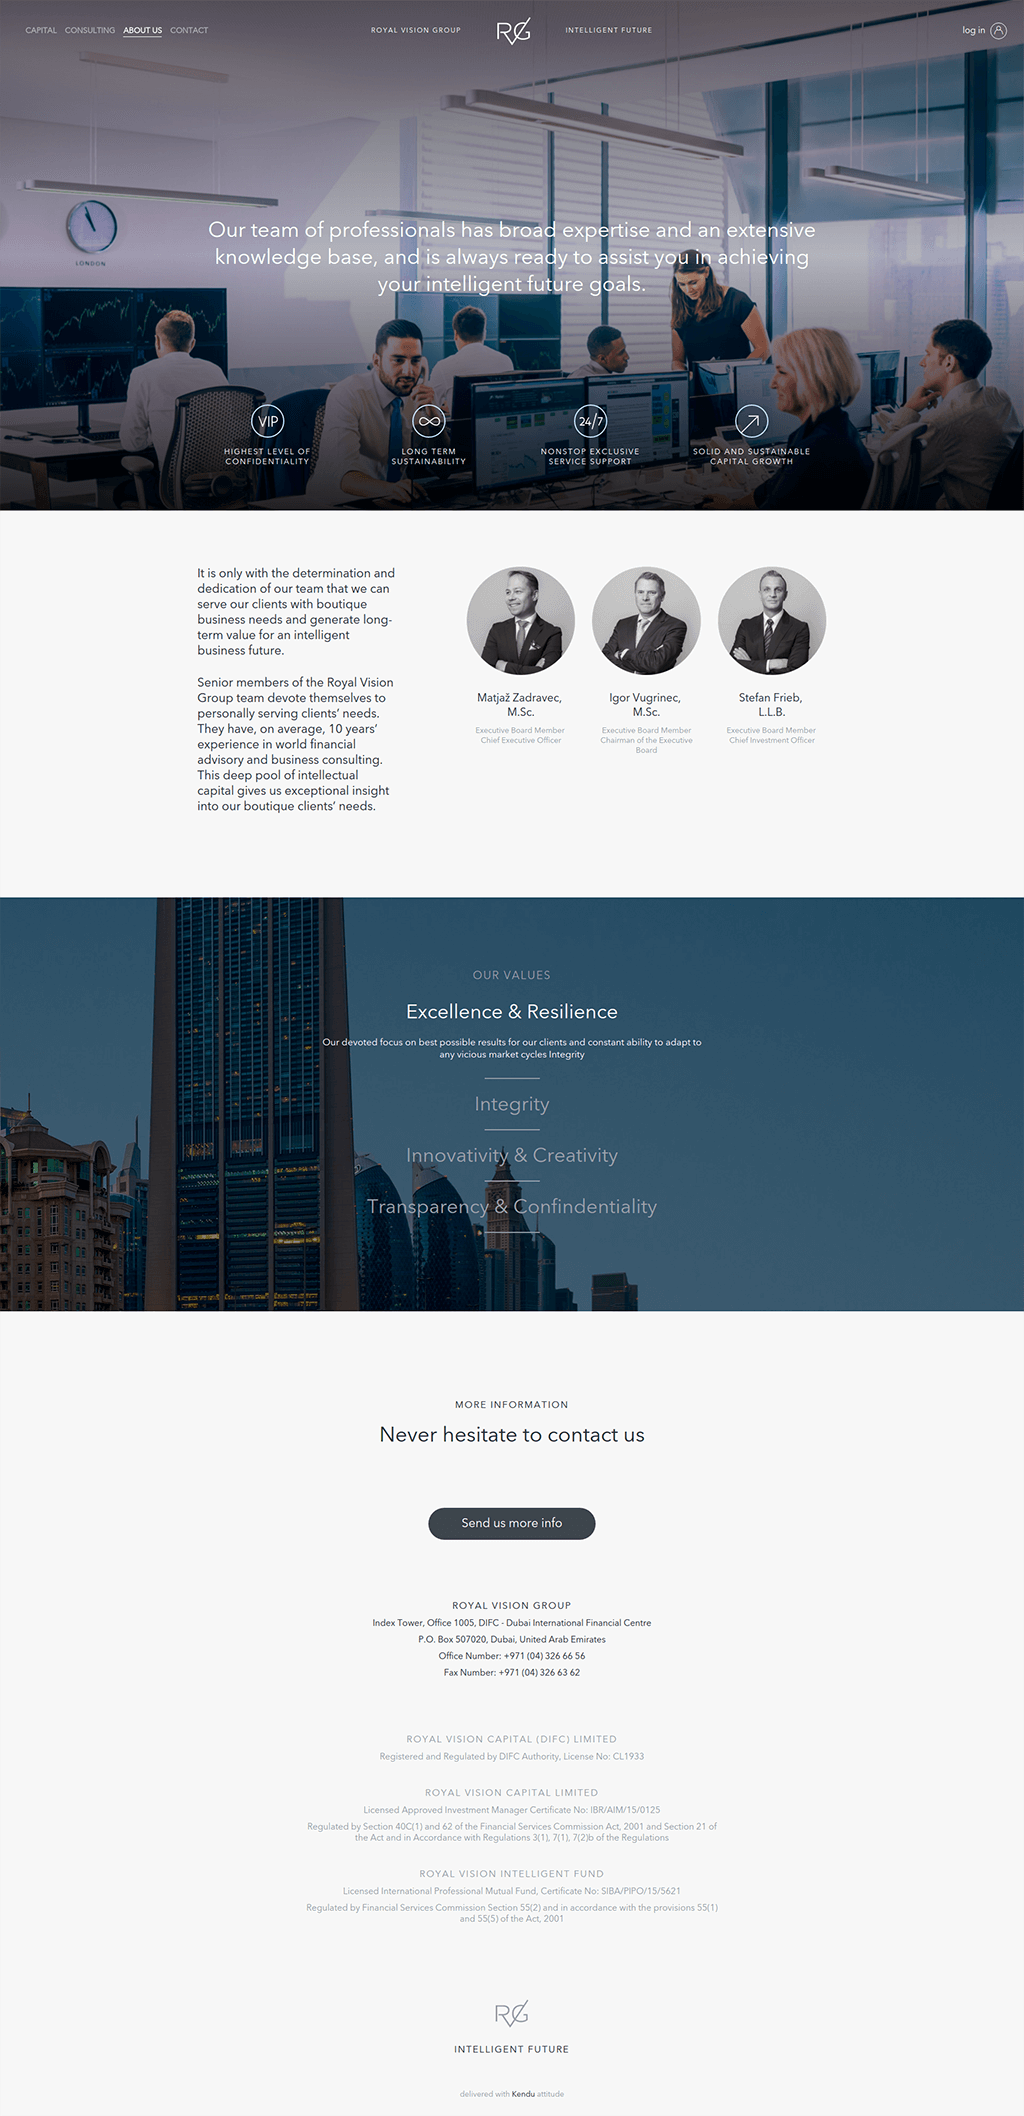 CAPITAL CONSULTING ABOUT US CONTACT
ROYAL VISION GROUP
RVG
INTELLIGENT FUTURE
log in
LONDON
Our team of professionals has broad expertise and an extensive
knowledge base, and is always ready to assist you in achieving
your intelligent future goals.
VIP
HIGHEST LEVEL OF
CONFIDENTIALITY
LONG TERM
SUSTAINABILITY
24/7
NONSTOP EXCLUSIVE
SERVICE SUPPORT
SOLID AND SUSTAINABLE
CAPITAL GROWTH
It is only with the determination and
dedication of our team that we can
serve our clients with boutique
business needs and generate long-
term value for an intelligent
business future.
Senior members of the Royal Vision
Group team devote themselves to
personally serving clients’ needs.
They have, on average, 10 years’
experience in world financial
advisory and business consulting.
This deep pool of intellectual
capital gives us exceptional insight
into our boutique clients’ needs.
Matjaž Zadravec,
M.Sc.
Executive Board Member
Chief Executive Officer
Igor Vugrinec,
M.Sc.
Executive Board Member
Chairman of the Executive
Board
Stefan Frieb,
L.L.B.
Executive Board Member
Chief Investment Officer
OUR VALUES
Excellence & Resilience
Our devoted focus on best possible results for our clients and constant ability to adapt to
any vicious market cycles Integrity
Integrity
Innovativity & Creativity
Transparency & Confindentiality
MORE INFORMATION
Never hesitate to contact us
Send us more info
ROYAL VISION GROUP
Index Tower, Office 1005, DIFC - Dubai International Financial Centre
P.O. Box 507020, Dubai, United Arab Emirates
Office Number: +971 (04) 326 66 56
Fax Number: +971 (04) 326 63 62
ROYAL VISION CAPITAL (DIFC) LIMITED
Registered and Regulated by DIFC Authority, License No: CL1933
ROYAL VISION CAPITAL LIMITED
Licensed Approved Investment Manager Certificate No: IBR/AIM/15/0125
Regulated by Section 40C(1) and 62 of the Financial Services Commission Act, 2001 and Section 21 of
the Act and in Accordance with Regulations 3(1), 7(1), 7(2)b of the Regulations
ROYAL VISION INTELLIGENT FUND
Licensed International Professional Mutual Fund, Certificate No: SIBA/PIPO/15/5621
Regulated by Financial Services Commission Section 55(2) and in accordance with the provisions 55(1)
and 55(5) of the Act, 2001
RVG
INTELLIGENT FUTURE
delivered with Kendu attitude